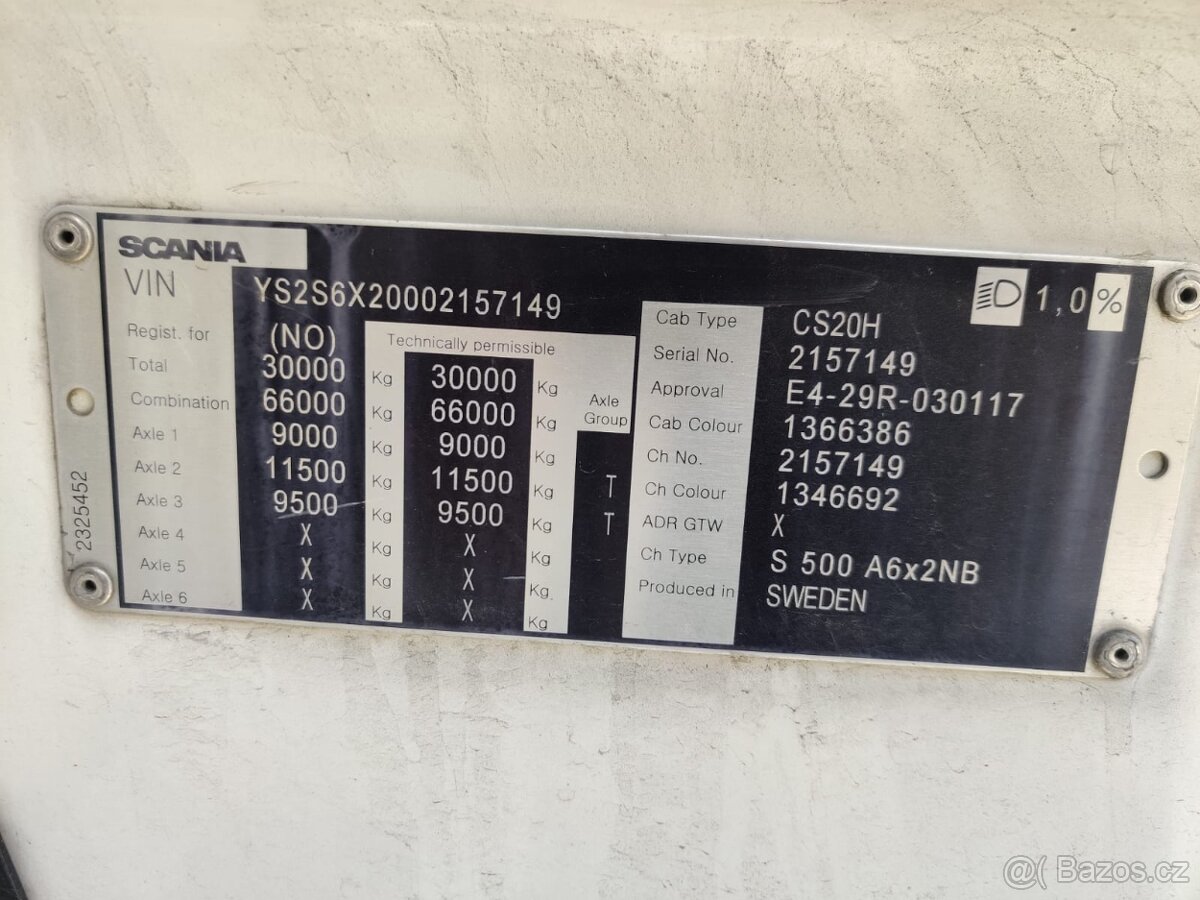 SCANIA
VIN YS2S6X20002157149
Regist. for (NO) Technically permissible
Total 30000 Kg 30000 Kg Axle Group
Combination 66000 Kg 66000 Kg
Axle 1 9000 Kg 9000 Kg
Axle 2 11500 Kg 11500 Kg T
Axle 3 9500 Kg 9500 Kg T
Axle 4 X Kg X Kg
Axle 5 X Kg X Kg.
Axle 6 X Kg X Kg
2325452
1,0%
Cab Type CS20H
Serial No. 2157149
Approval E4-29R-030117
Cab Colour 1366386
Ch No. 2157149
Ch Colour 1346692
ADR GTW X
Ch Type S 500 A6x2NB
Produced in SWEDEN
@( Bazos.cz